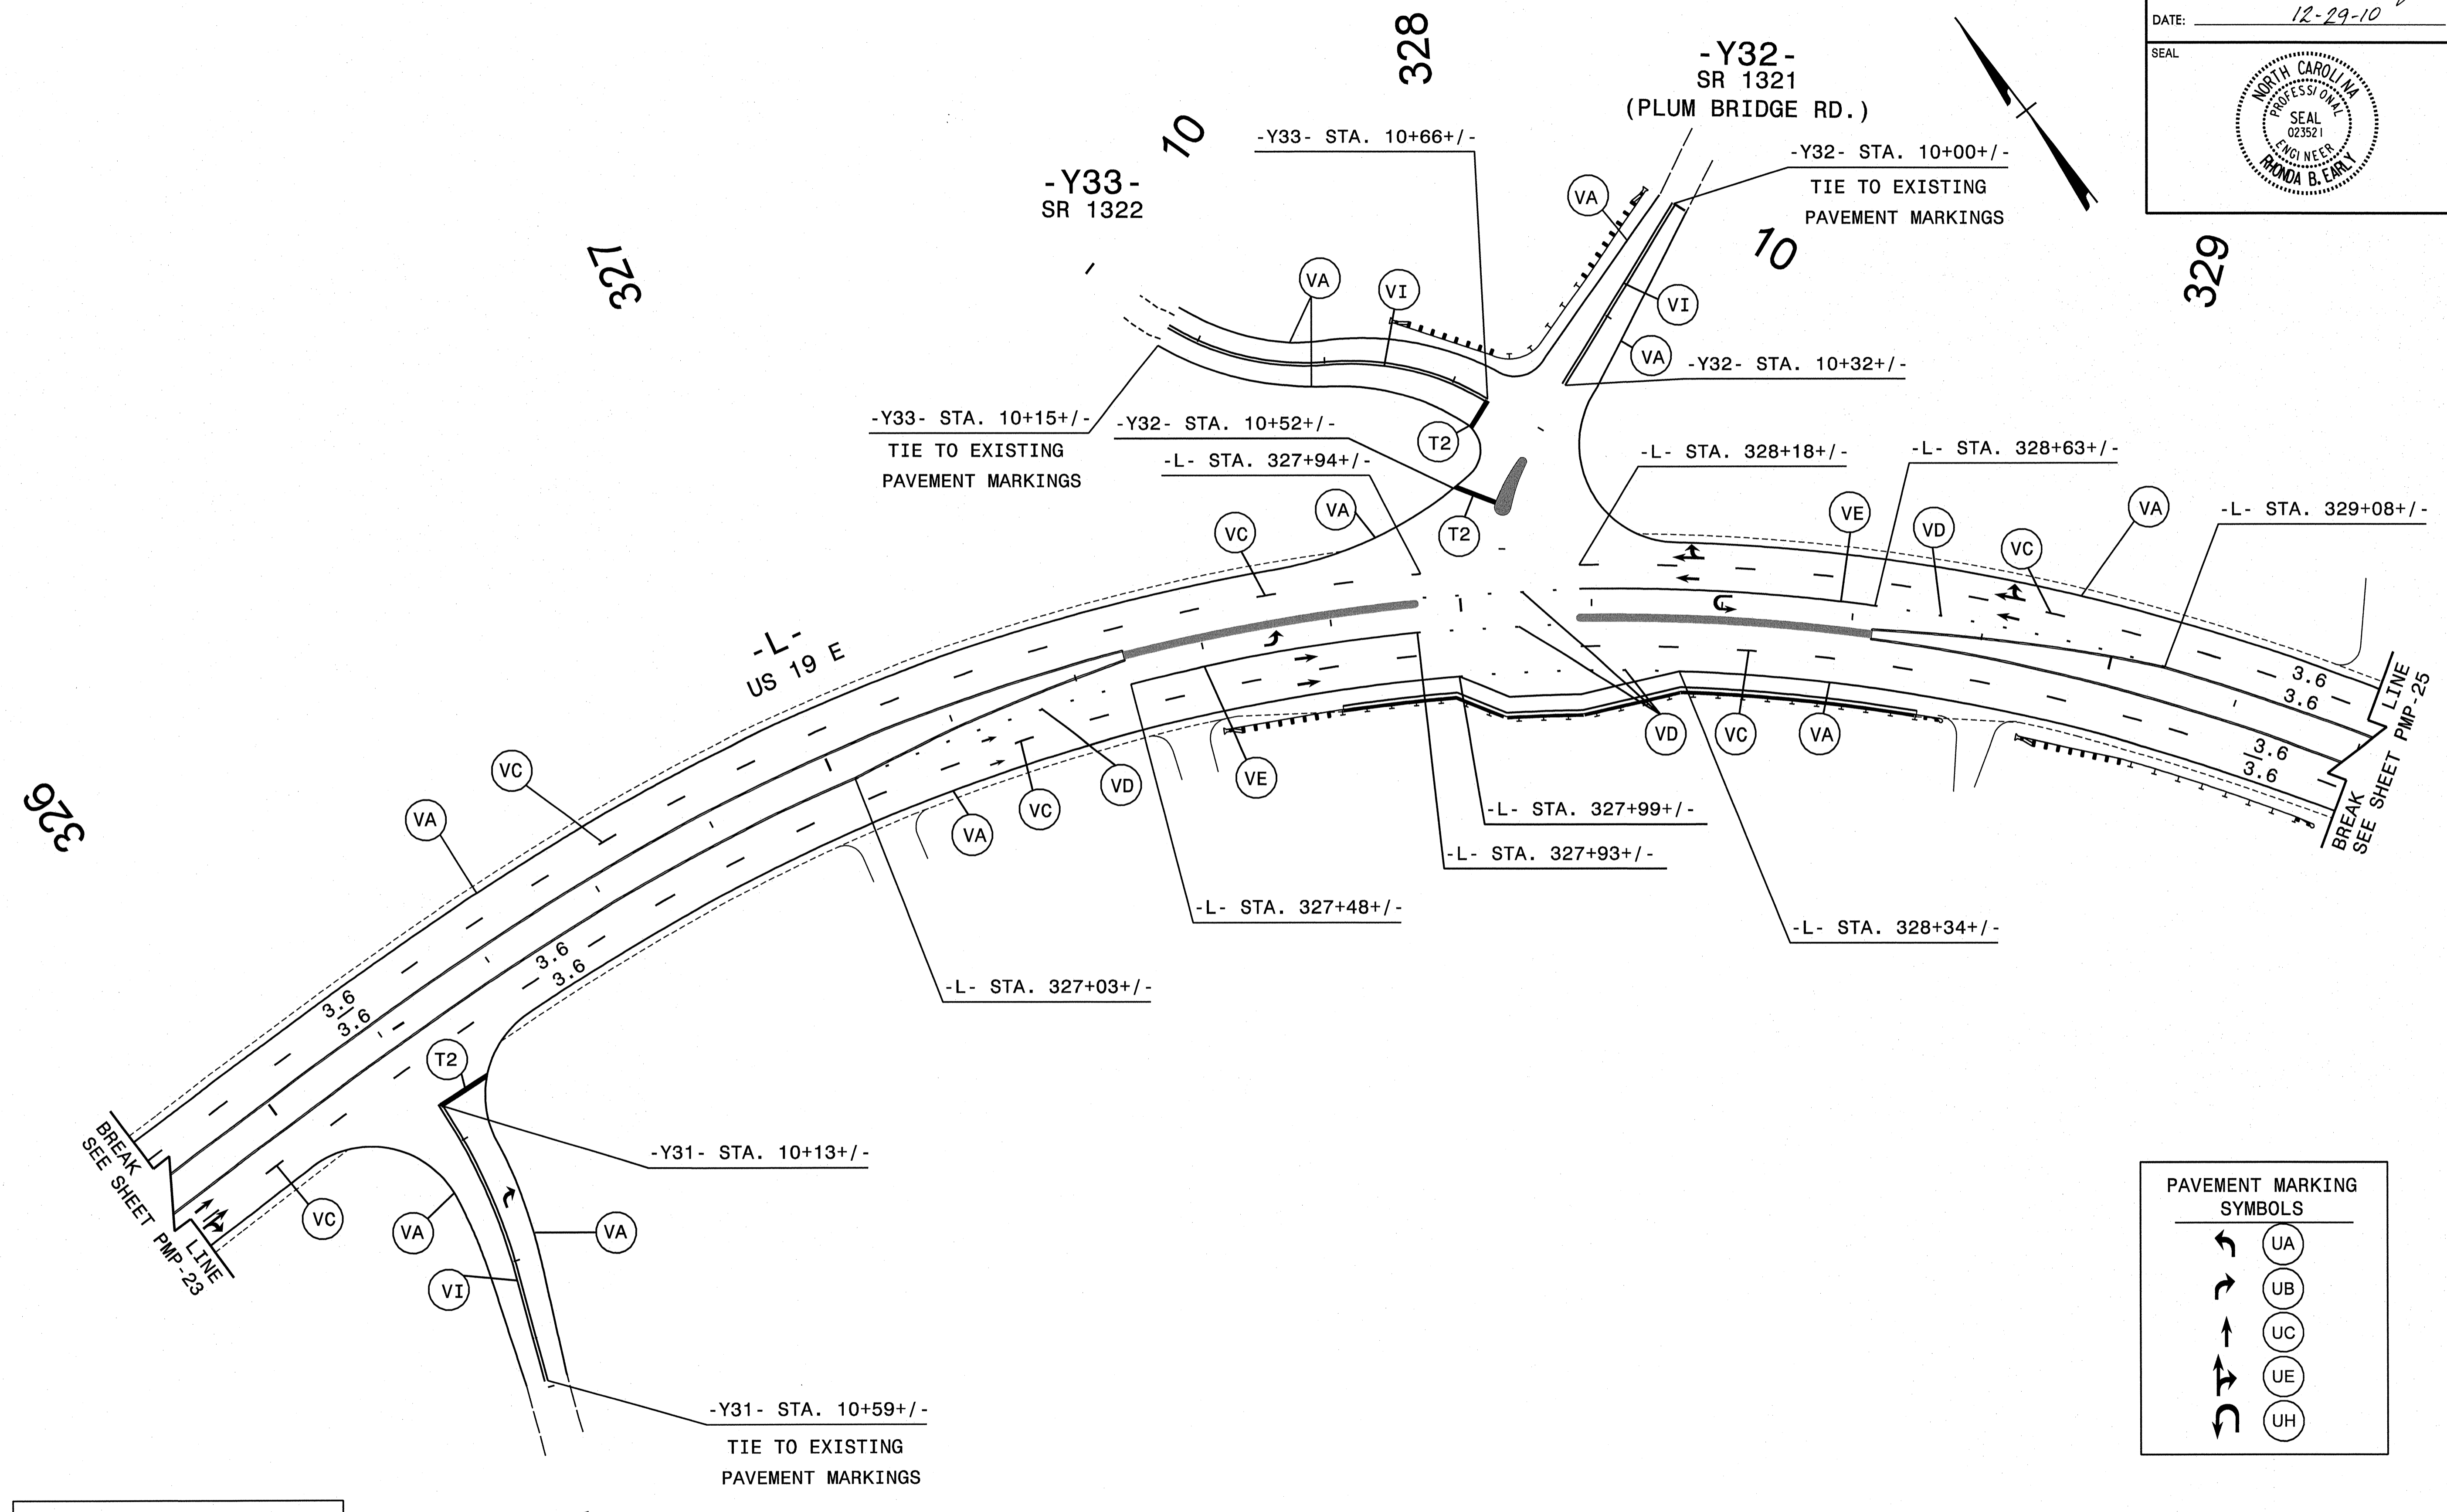 DATE: 12-29-10
SEAL
NORTH CAROLINA
PROFESSIONAL
SEAL
023521
ENGINEER
RHONDA B. EARLY
326
327
328
329
10
10
-Y33-
SR 1322
-Y32-
SR 1321
(PLUM BRIDGE RD.)
-Y33- STA. 10+66+/-
-Y32- STA. 10+00+/-
TIE TO EXISTING
PAVEMENT MARKINGS
VA
VA
VI
VI
VA
-Y32- STA. 10+32+/-
-Y33- STA. 10+15+/-
TIE TO EXISTING
PAVEMENT MARKINGS
-Y32- STA. 10+52+/-
-L- STA. 327+94+/-
T2
T2
-L- STA. 328+18+/-
-L- STA. 328+63+/-
-L- STA. 329+08+/-
VA
VC
VE
VD
VC
VA
-L-
US 19 E
VC
VA
3.6
3.6
3.6
3.6
BREAK LINE
SEE SHEET PMP-25
VD
VC
VA
VE
VD
VC
VA
-L- STA. 327+99+/-
-L- STA. 327+93+/-
-L- STA. 327+48+/-
-L- STA. 328+34+/-
-L- STA. 327+03+/-
3.6
3.6
3.6
3.6
T2
-Y31- STA. 10+13+/-
BREAK LINE
SEE SHEET PMP-23
VC
VA
VA
VI
-Y31- STA. 10+59+/-
TIE TO EXISTING
PAVEMENT MARKINGS
PAVEMENT MARKING
SYMBOLS
UA
UB
UC
UE
UH